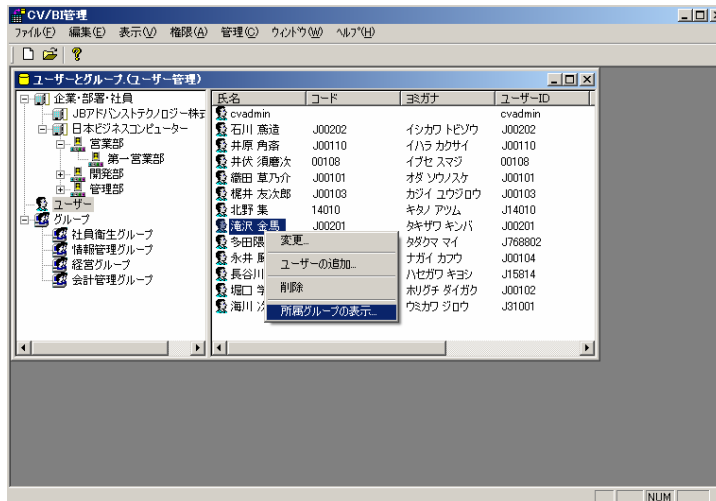 CV/BI管理
ファイル(F) 編集(E) 表示(V) 権限(A) 管理(C) ウィンドウ(W) ヘルプ(H)
ユーザーとグループ.(ユーザー管理)
企業・部署・社員
JBアドバンストテクノロジー株式
日本ビジネスコンピューター
営業部
第一営業部
開発部
管理部
ユーザー
グループ
社員衛生グループ
情報管理グループ
経営グループ
会計管理グループ
氏名 コード ヨミガナ ユーザーID
cvadmin cvadmin
石川 蔦造 J00202 イシカワ トビゾウ J00202
井原 角斎 J00110 イハラ カクサイ J00110
井伏 須磨次 00108 イブセ スマジ 00108
織田 草乃介 J00101 オダ ソウノスケ J00101
梶井 友次郎 J00103 カジイ ユウジロウ J00103
北野 集 14010 キタノ アツム J14010
滝沢 金馬 J00201 タキザワ キンバ J00201
多田隈 タダクマ マイ J768802
永井 ナガイ カフウ J00104
長谷川 ハセガワ キヨシ J15814
堀口 学 ホリグチ ダイガク J00102
海川 次 ウミカワ ジロウ J31001
変更...
ユーザーの追加...
削除
所属グループの表示...
NUM